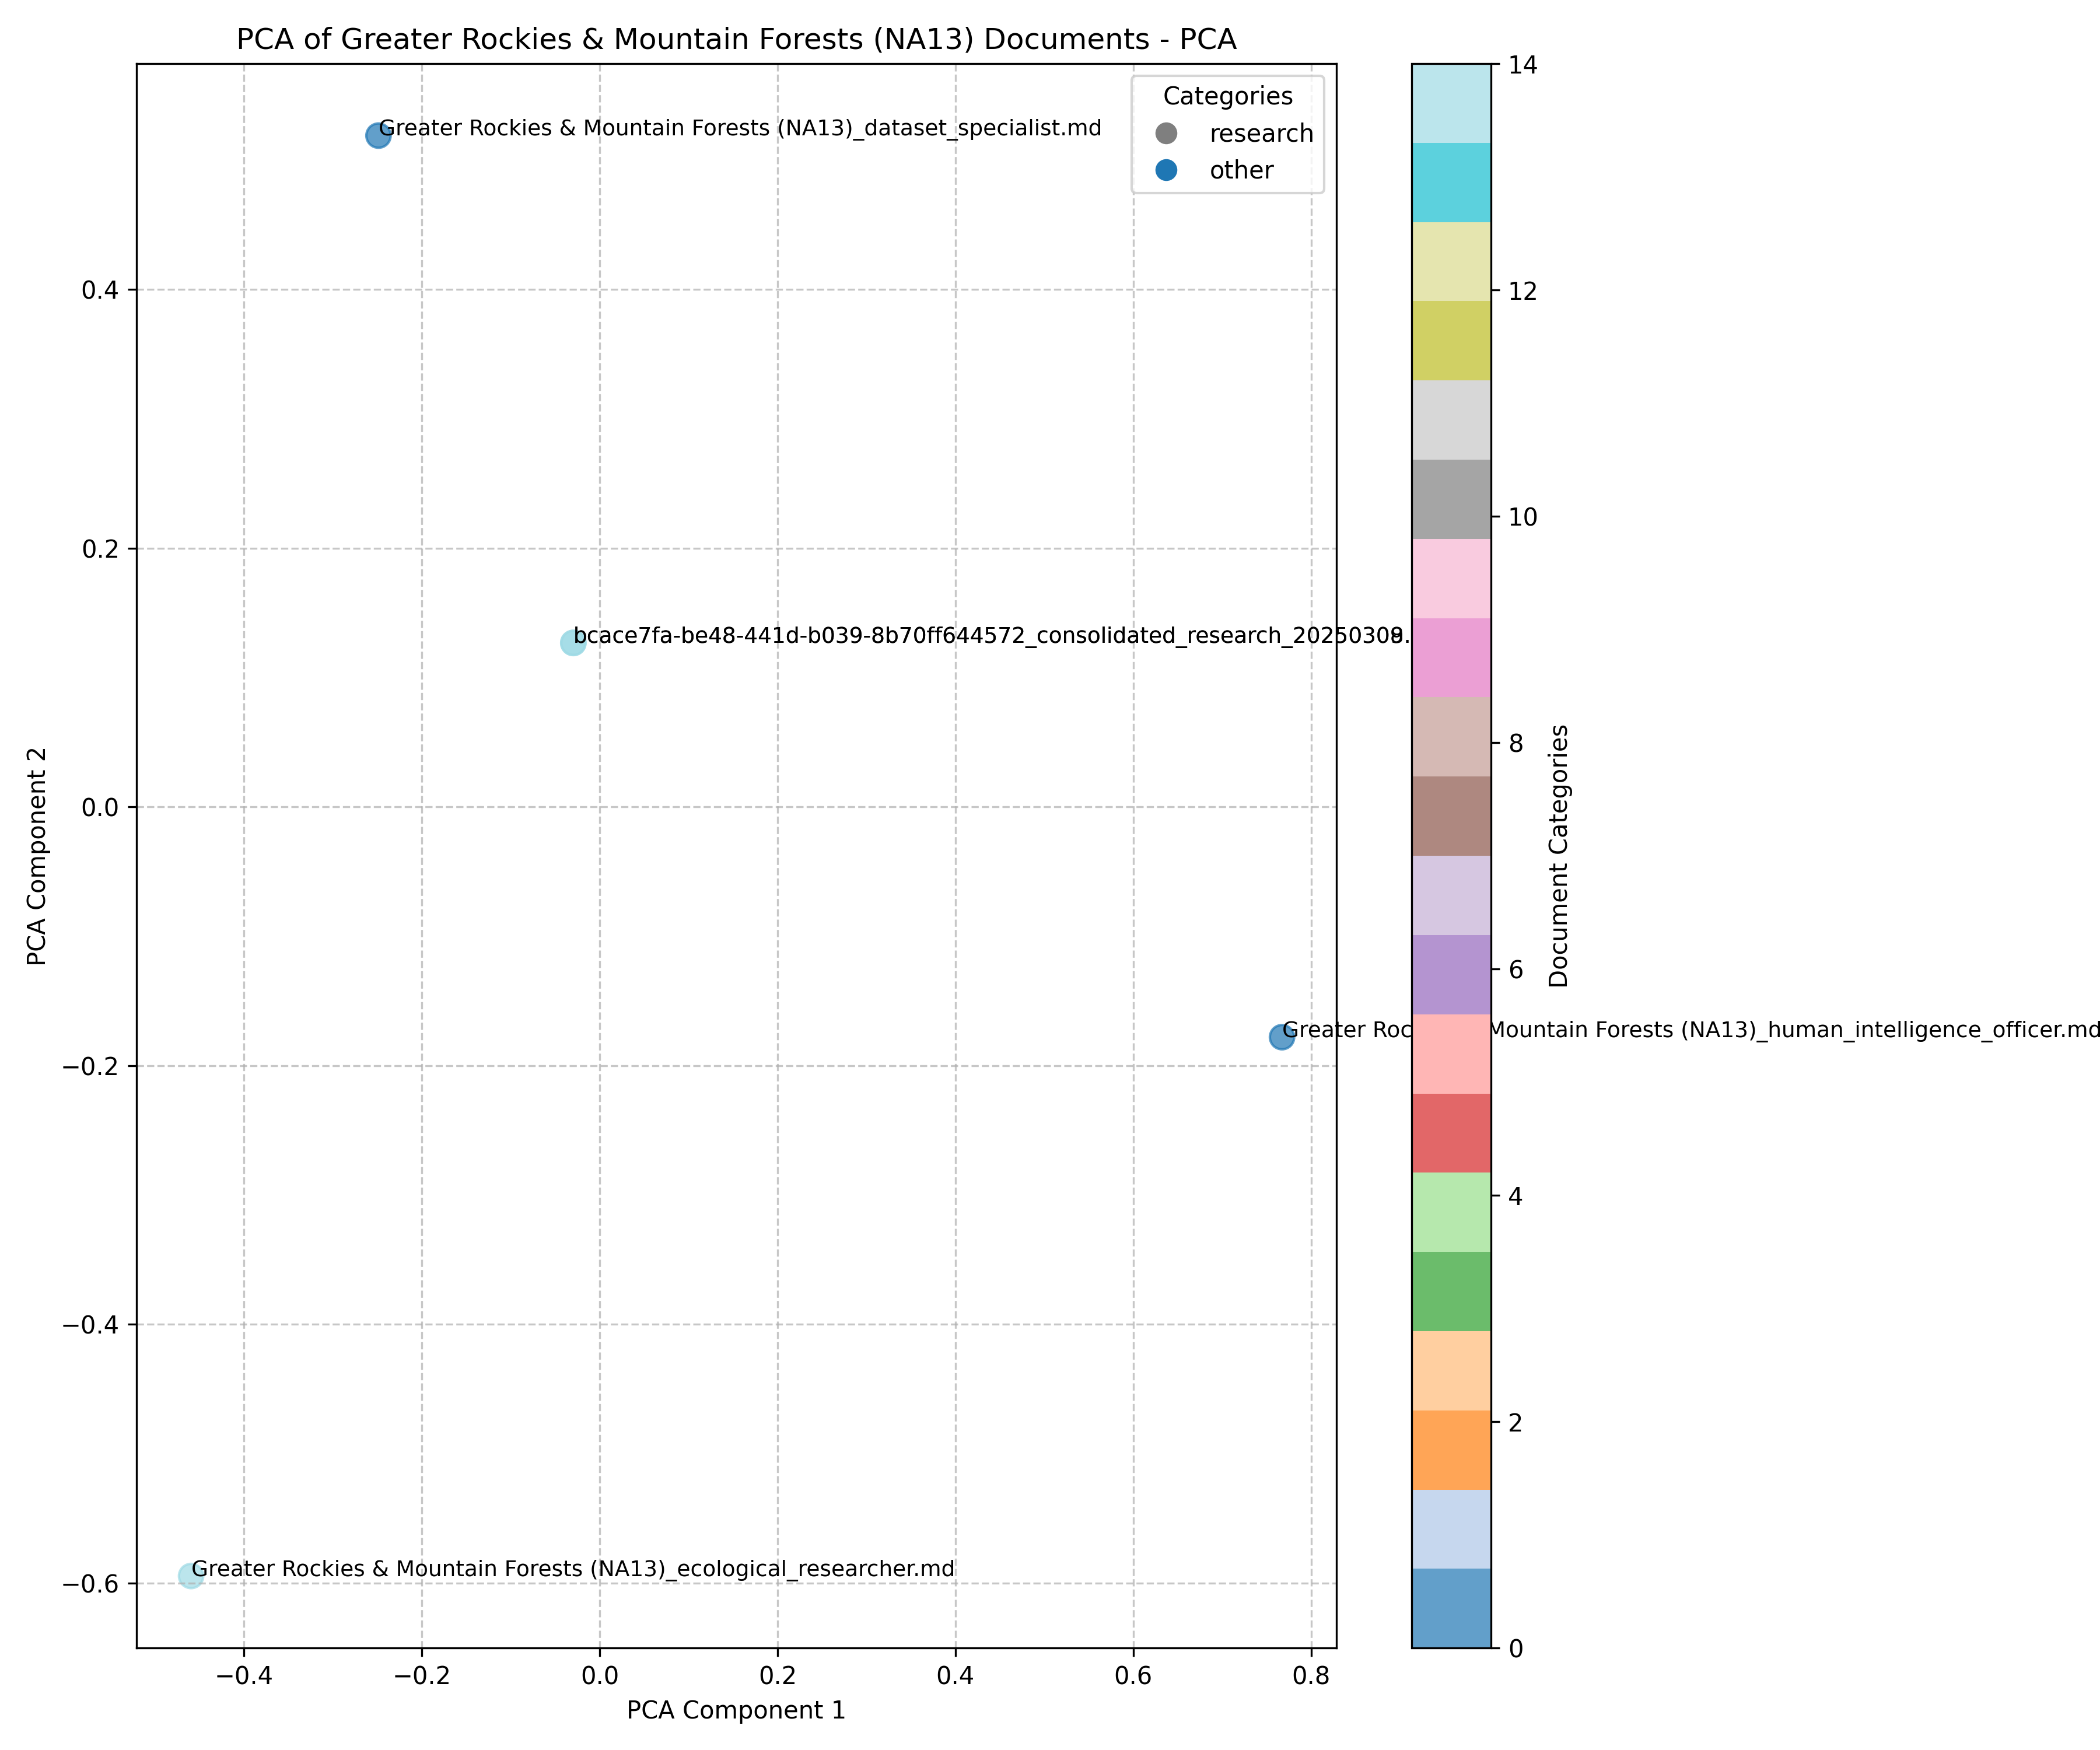 PCA of Greater Rockies & Mountain Forests (NA13) Documents - PCA
Categories
research
other
Greater Rockies & Mountain Forests (NA13)_dataset_specialist.md
bcace7fa-be48-441d-b039-8b70ff644572_consolidated_research_20250309.
Greater Roc
Mountain Forests (NA13)_human_intelligence_officer.md
Greater Rockies & Mountain Forests (NA13)_ecological_researcher.md
PCA Component 2
0.4
0.2
0.0
−0.2
−0.4
−0.6
−0.4
−0.2
0.0
0.2
0.4
0.6
0.8
PCA Component 1
14
12
10
8
6
4
2
0
Document Categories